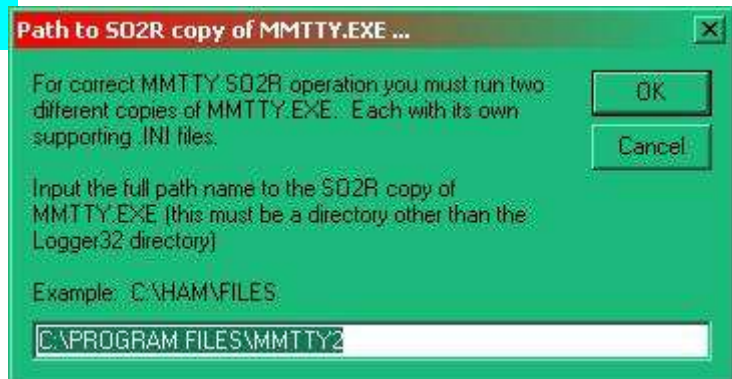 Path to SO2R copy of MMTTY.EXE ...
For correct MMTTY SO2R operation you must run two
different copies of MMTTY.EXE. Each with its own
supporting .INI files.
OK
Cancel
Input the full path name to the SO2R copy of
MMTTY.EXE (this must be a directory other than the
Logger32 directory)
Example: C:\HAM\FILES
C:\PROGRAM FILES\MMTTY2